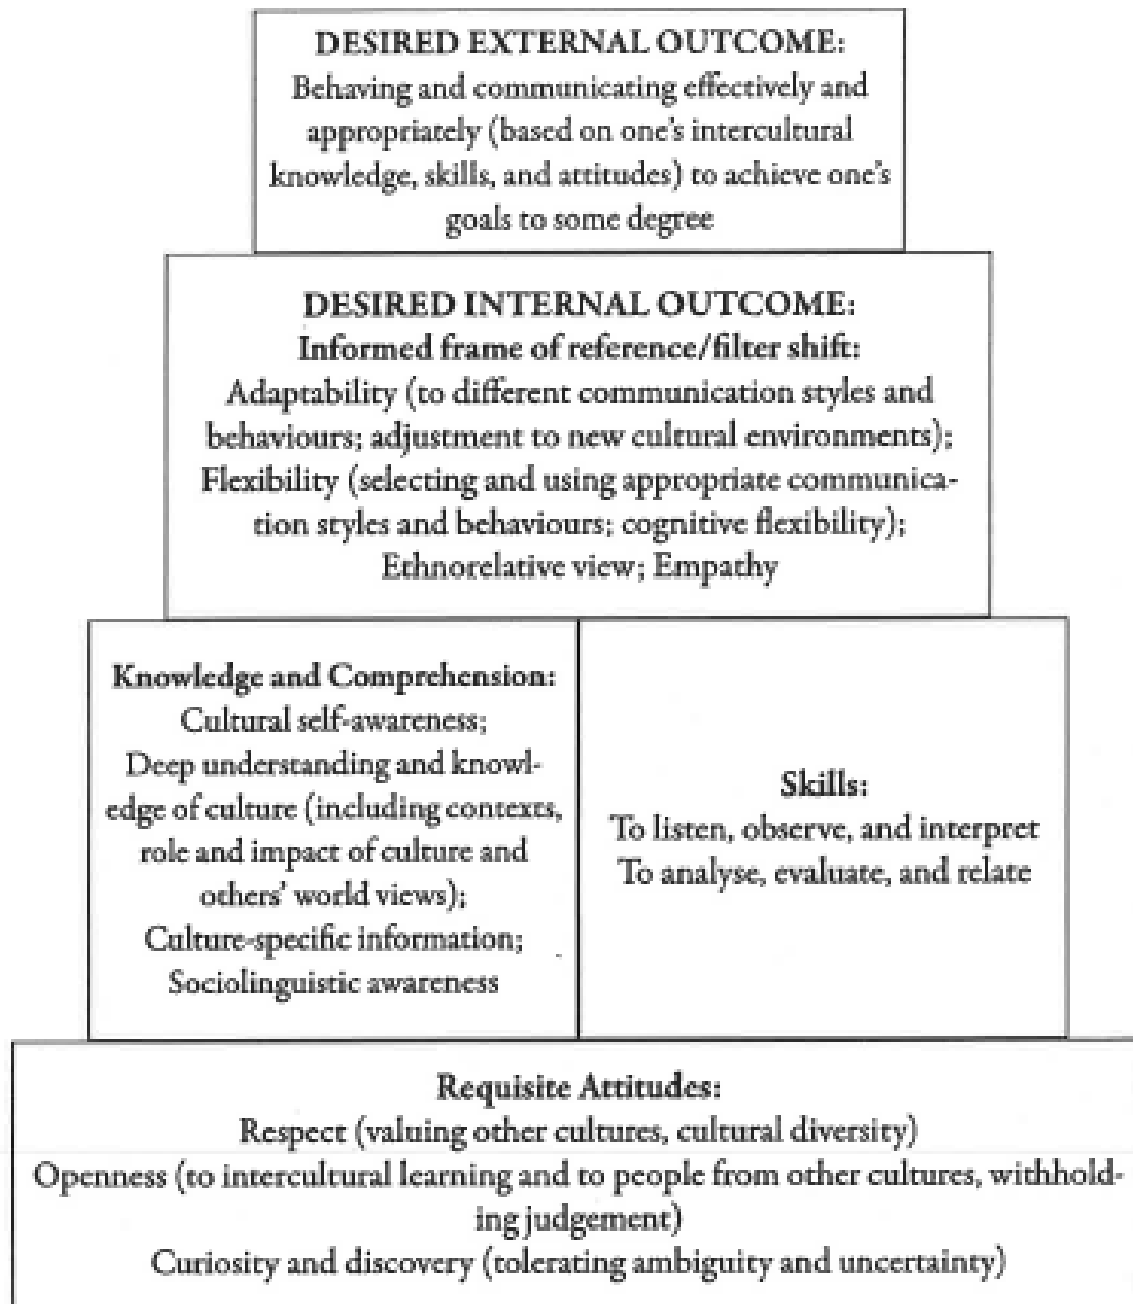 DESIRED EXTERNAL OUTCOME:
Behaving and communicating effectively and
appropriately (based on one's intercultural
knowledge, skills, and attitudes) to achieve one's
goals to some degree
DESIRED INTERNAL OUTCOME:
Informed frame of reference/filter shift:
Adaptability (to different communication styles and
behaviours; adjustment to new cultural environments);
Flexibility (selecting and using appropriate communica-
tion styles and behaviours; cognitive flexibility);
Ethnorelative view; Empathy
Knowledge and Comprehension:
Cultural self-awareness;
Deep understanding and knowl-
edge of culture (including contexts,
role and impact of culture and
others' world views);
Culture-specific information;
Sociolinguistic awareness
Skills:
To listen, observe, and interpret
To analyse, evaluate, and relate
Requisite Attitudes:
Respect (valuing other cultures, cultural diversity)
Openness (to intercultural learning and to people from other cultures, withhold-
ing judgement)
Curiosity and discovery (tolerating ambiguity and uncertainty)